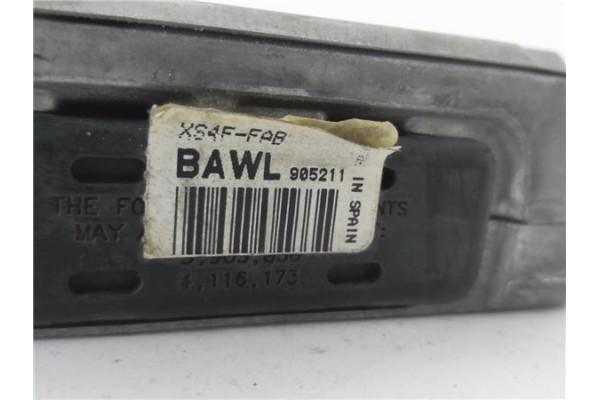 XS4F-FAB
BAWL 905211
IN SPAIN
THE FO NTS
MAY
4,116,173